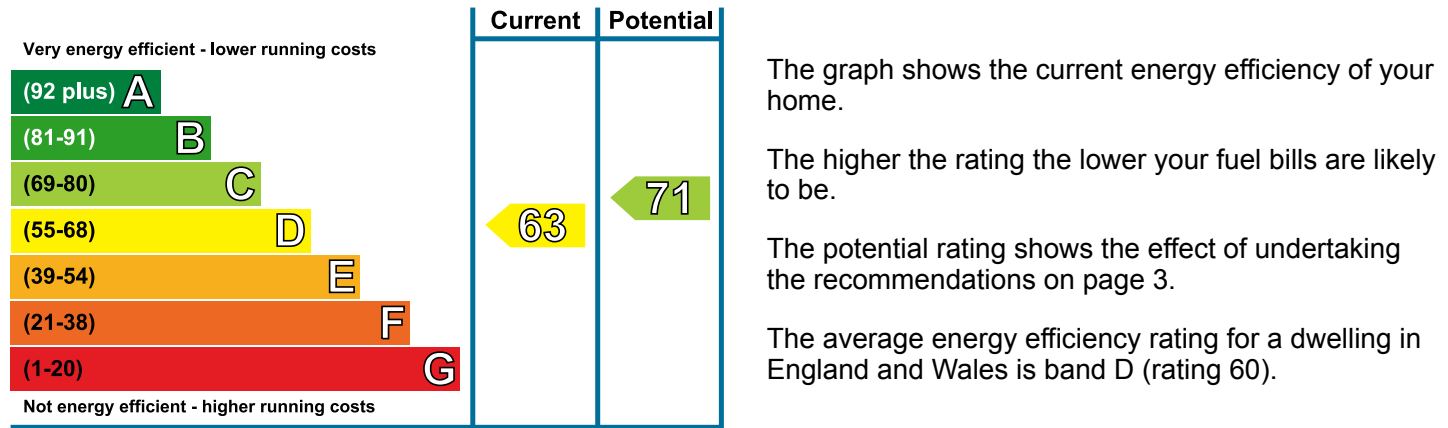 Current Potential
Very energy efficient - lower running costs
(92 plus) A
(81-91) B
(69-80) C
(55-68) D
(39-54) E
(21-38) F
(1-20) G
Not energy efficient - higher running costs
63
71
The graph shows the current energy efficiency of your
home.
The higher the rating the lower your fuel bills are likely
to be.
The potential rating shows the effect of undertaking
the recommendations on page 3.
The average energy efficiency rating for a dwelling in
England and Wales is band D (rating 60).